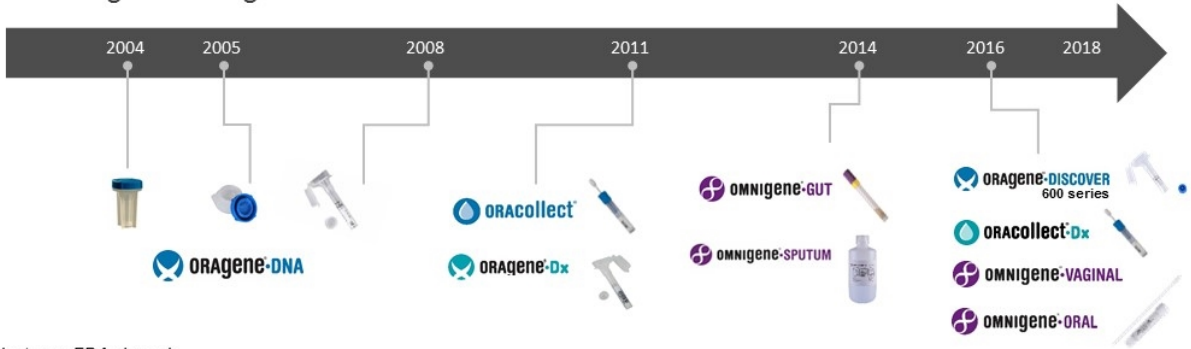 2004 2005 2008 2011 2014 2016 2018
ORAgene•DNA
ORAcollect®
ORAgene•Dx
OMNIgene•GUT
OMNIgene•SPUTUM
ORAgene•DISCOVER
600 series
ORAcollect•Dx
OMNIgene•VAGINAL
OMNIgene•ORAL